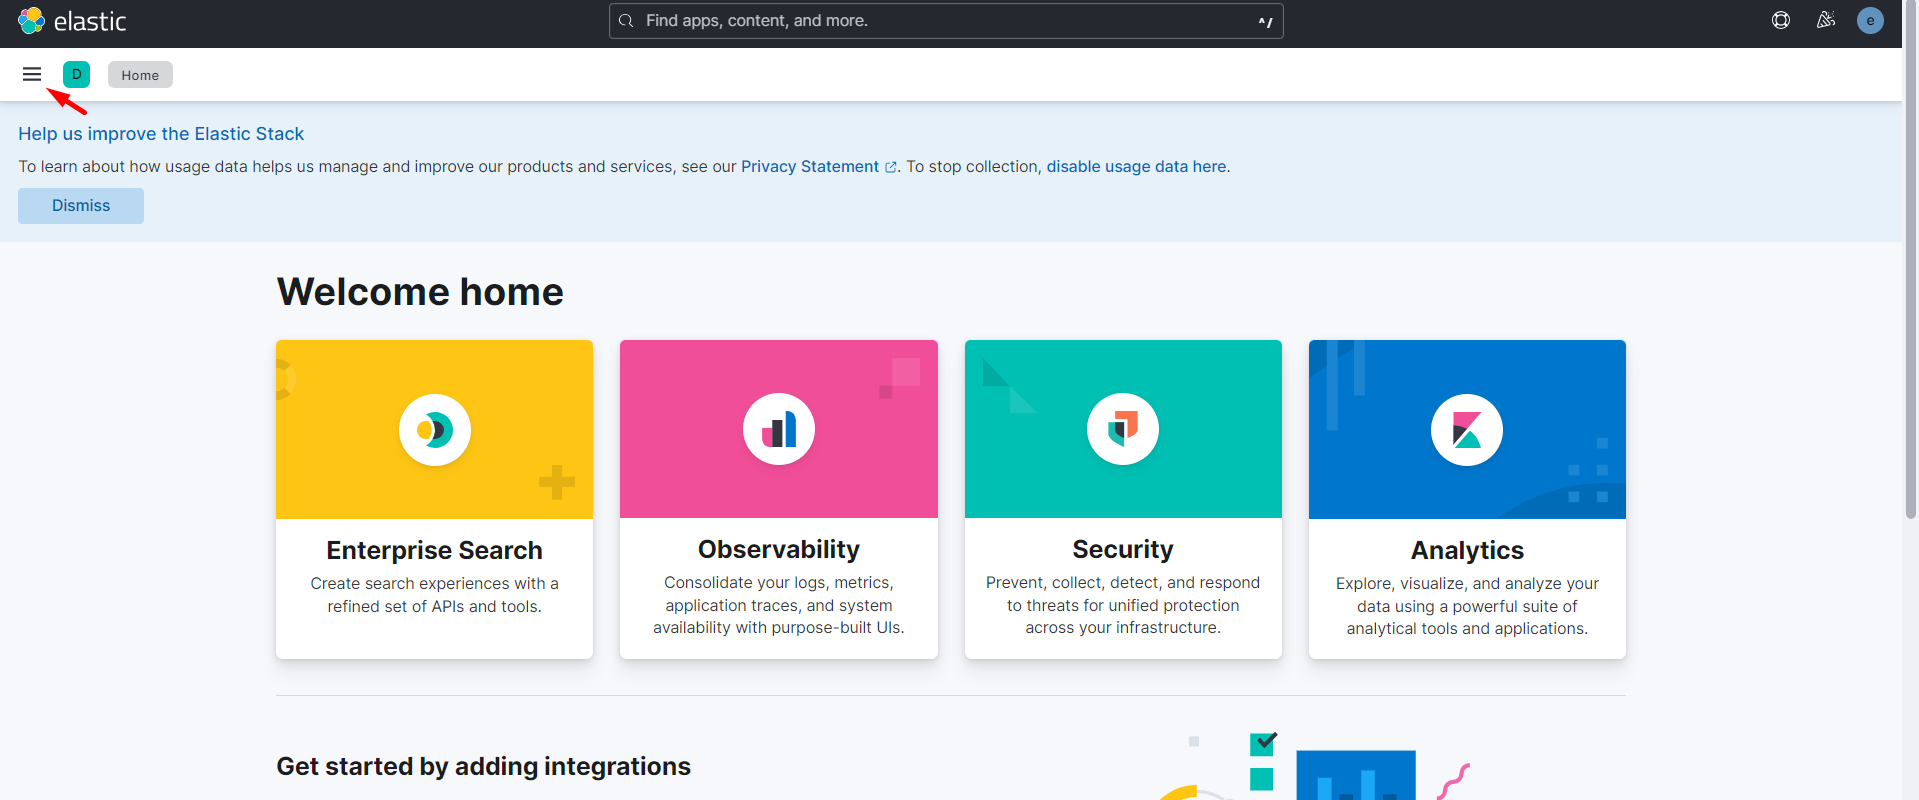 elastic
Find apps, content, and more.
^/
e
D
Home
Help us improve the Elastic Stack
To learn about how usage data helps us manage and improve our products and services, see our Privacy Statement. To stop collection, disable usage data here.
Dismiss
Welcome home
Enterprise Search
Create search experiences with a
refined set of APIs and tools.
Observability
Consolidate your logs, metrics,
application traces, and system
availability with purpose-built UIs.
Security
Prevent, collect, detect, and respond
to threats for unified protection
across your infrastructure.
Analytics
Explore, visualize, and analyze your
data using a powerful suite of
analytical tools and applications.
Get started by adding integrations